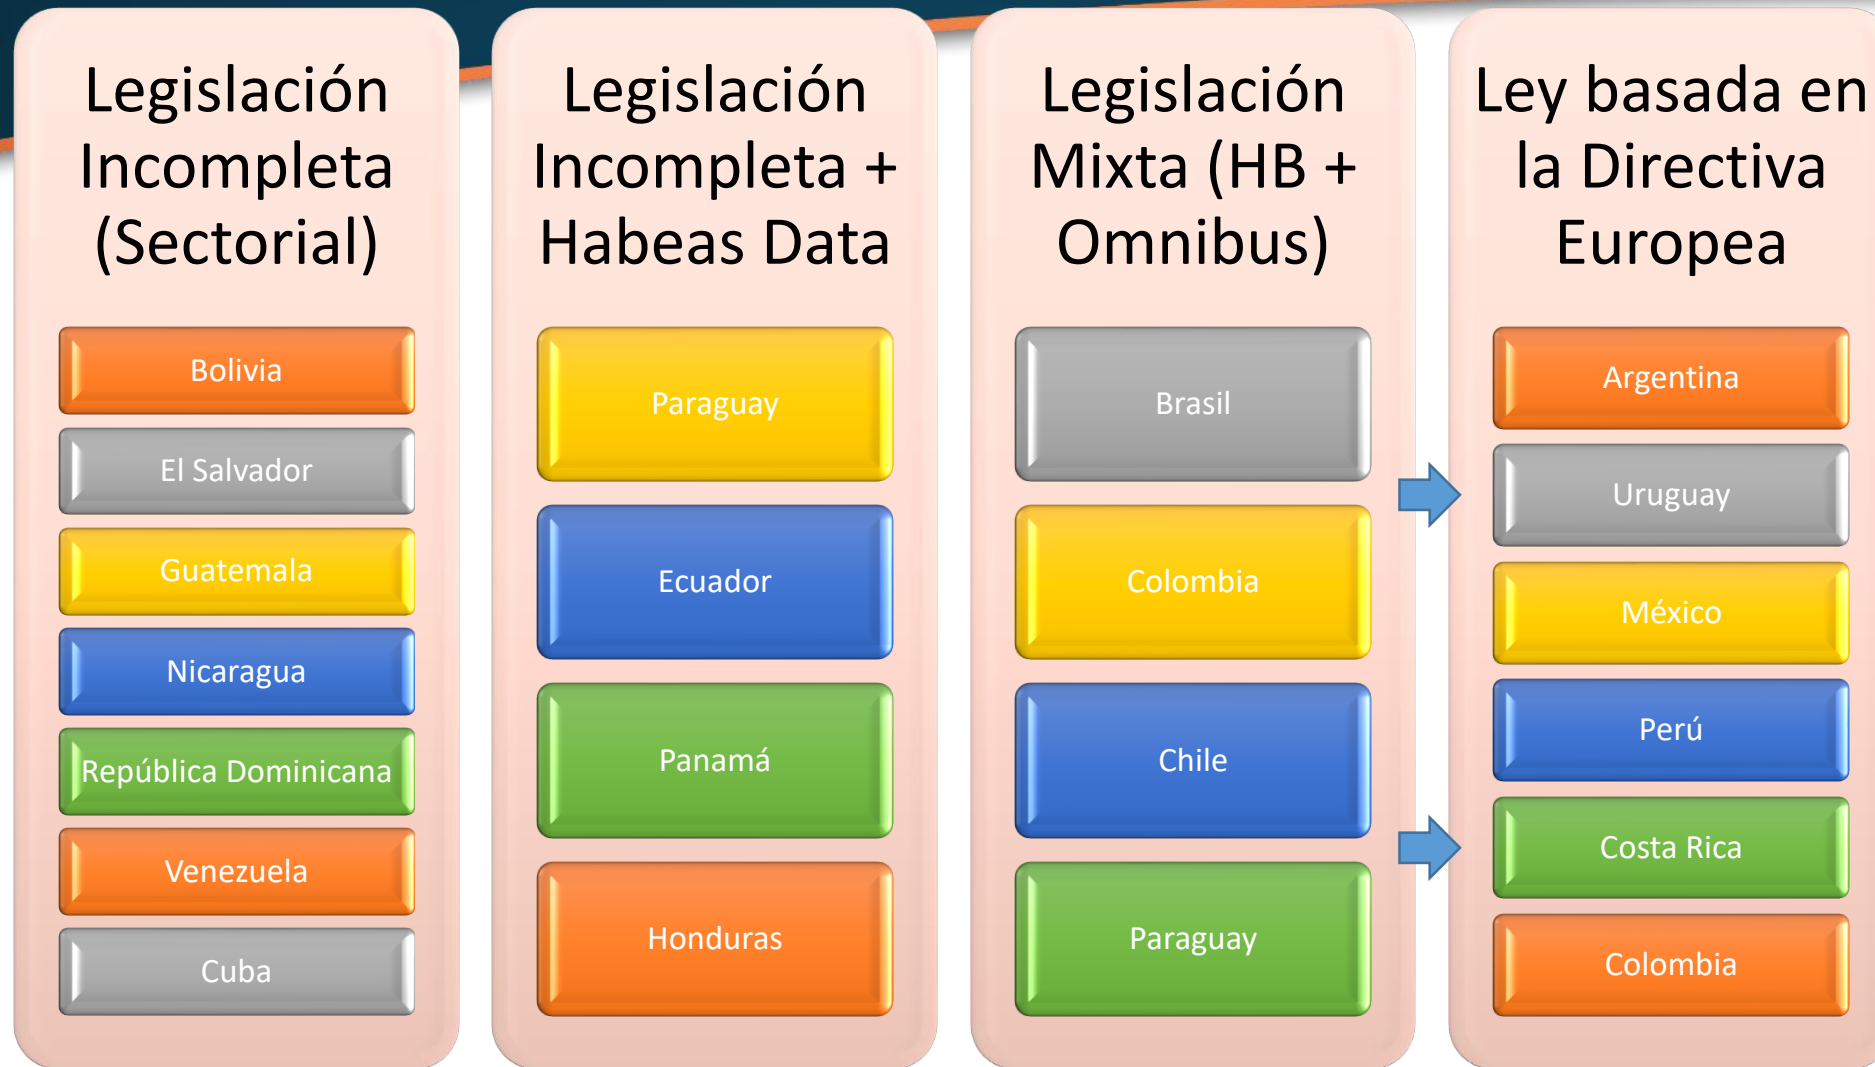 Legislación
Incompleta
(Sectorial)
Bolivia
El Salvador
Guatemala
Nicaragua
República Dominicana
Venezuela
Cuba
Legislación
Incompleta +
Habeas Data
Paraguay
Ecuador
Panamá
Honduras
Legislación
Mixta (HB +
Omnibus)
Brasil
Colombia
Chile
Paraguay
Ley basada en
la Directiva
Europea
Argentina
Uruguay
México
Perú
Costa Rica
Colombia